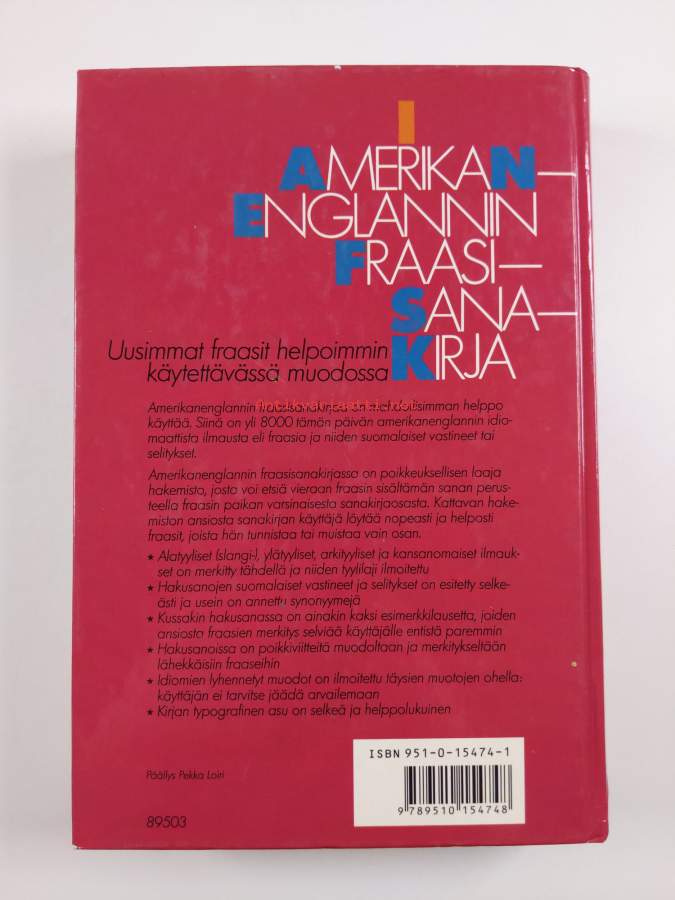 I
AMERIKAN–
ENGLANNIN
FRAASI–
SANA–
KIRJA
Uusimmat fraasit helpoimmin
käytettävässä muodossa
Amerikanenglannin fraasisanakirjaa on mahdollisimman helppo
käyttää. Siinä on yli 8000 tämän päivän amerikanenglannin idio-
maattista ilmausta eli fraasia ja niiden suomalaiset vastineet tai
selitykset.
Amerikanenglannin fraasisanakirjassa on poikkeuksellisen laaja
hakemisto, josta voi etsiä vieraan fraasin sisältämän sanan perus-
teella fraasin paikan varsinaisesta sanakirjaosasta. Kattavan hake-
miston ansiosta sanakirjan käyttäjä löytää nopeasti ja helposti
fraasit, joista hän tunnistaa tai muistaa vain osan.
★ Alatyyliset (slangi-), ylätyyliset, arkityyliset ja kansanomaiset ilmauk-
set on merkitty tähdellä ja niiden tyylilaji ilmoitettu
★ Hakusanojen suomalaiset vastineet ja selitykset on esitetty selke-
ästi ja usein on annettu synonyymejä
★ Kussakin hakusanassa on ainakin kaksi esimerkkilausetta, joiden
ansiosta fraasien merkitys selviää käyttäjälle entistä paremmin
★ Hakusanoissa on poikkiviitteitä muodoltaan ja merkitykseltään
lähekkäisiin fraaseihin
★ Idiomien lyhennetyt muodot on ilmoitettu täysien muotojen ohella:
käyttäjän ei tarvitse jäädä arvailemaan
★ Kirjan typografinen asu on selkeä ja helppolukuinen
ISBN 951-0-15474-1
9 789510 154748
Päällys Pekka Loiri
89503